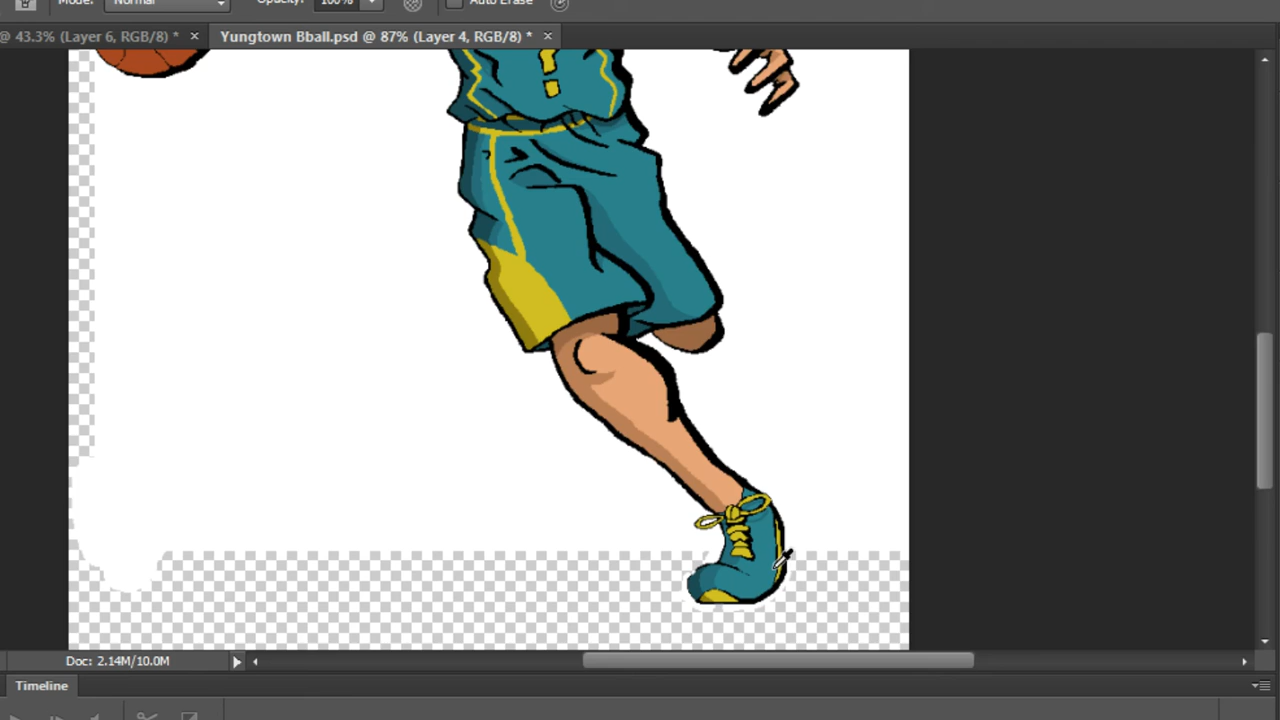 Mode: Normal Opacity: 100% Auto Erase
@ 43.3% (Layer 6, RGB/8) * × Yungtown Bball.psd @ 87% (Layer 4, RGB/8) * ×
Doc: 2.14M/10.0M
Timeline